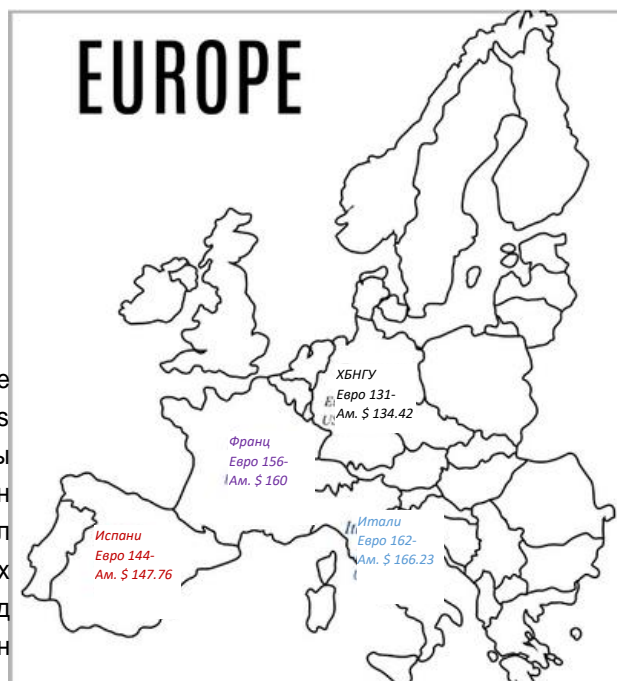 EUROPE
ХБНГУ
Евро 131-
Ам. $ 134.42
Франц
Евро 156-
Ам. $ 160
Итали
Евро 162-
Ам. $ 166.23
Испани
Евро 144-
Ам. $ 147.76
е
s
ы
н
л
х
д
н